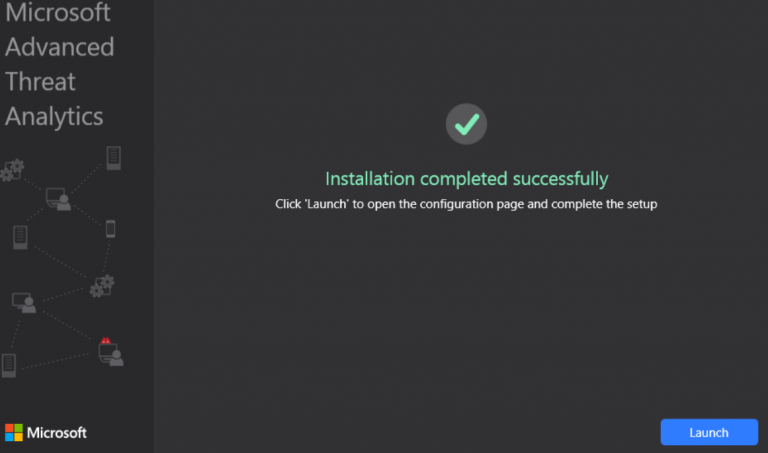 Microsoft
Advanced
Threat
Analytics
Installation completed successfully
Click 'Launch' to open the configuration page and complete the setup
Microsoft
Launch